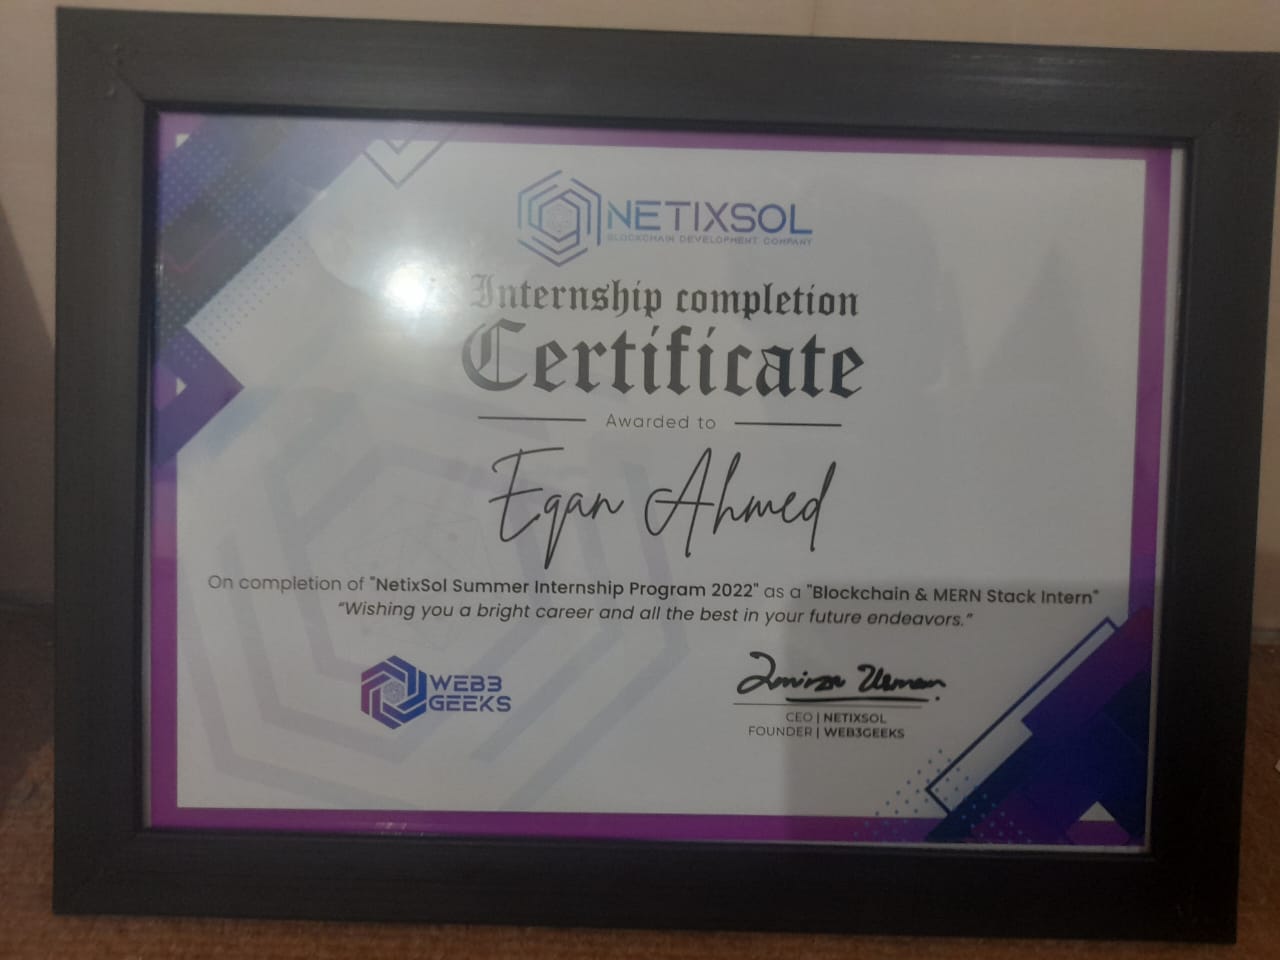 NETIXSOL
BLOCKCHAIN DEVELOPMENT COMPANY
Internship completion
Certificate
Awarded to
Eqan Ahmed
On completion of "NetixSol Summer Internship Program 2022" as a "Blockchain & MERN Stack Intern"
“Wishing you a bright career and all the best in your future endeavors.”
WEB3
GEEKS
CEO | NETIXSOL
FOUNDER | WEB3GEEKS